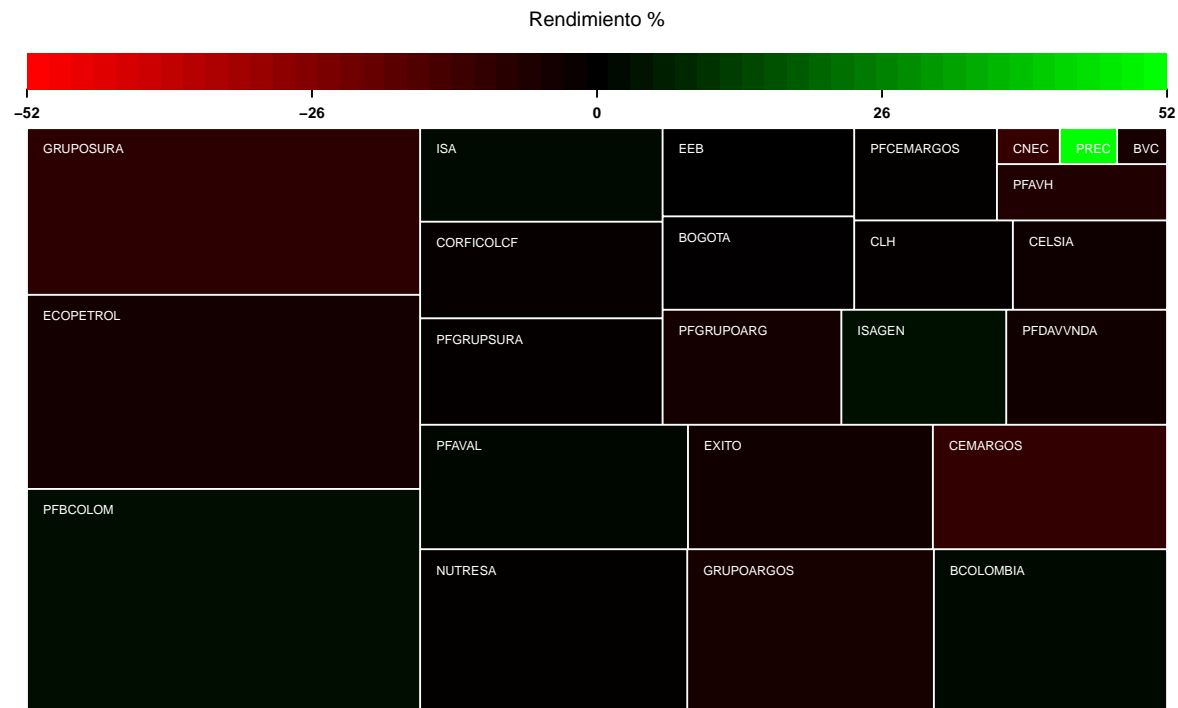 Rendimiento %
−52 −26 0 26 52
GRUPOSURA
ISA
EEB
PFCEMARGOS
CNEC
PREC
BVC
PFAVH
CORFICOLCF
BOGOTA
CLH
CELSIA
ECOPETROL
PFGRUPSURA
PFGRUPOARG
ISAGEN
PFDAVVNDA
PFAVAL
EXITO
CEMARGOS
PFBCOLOM
NUTRESA
GRUPOARGOS
BCOLOMBIA